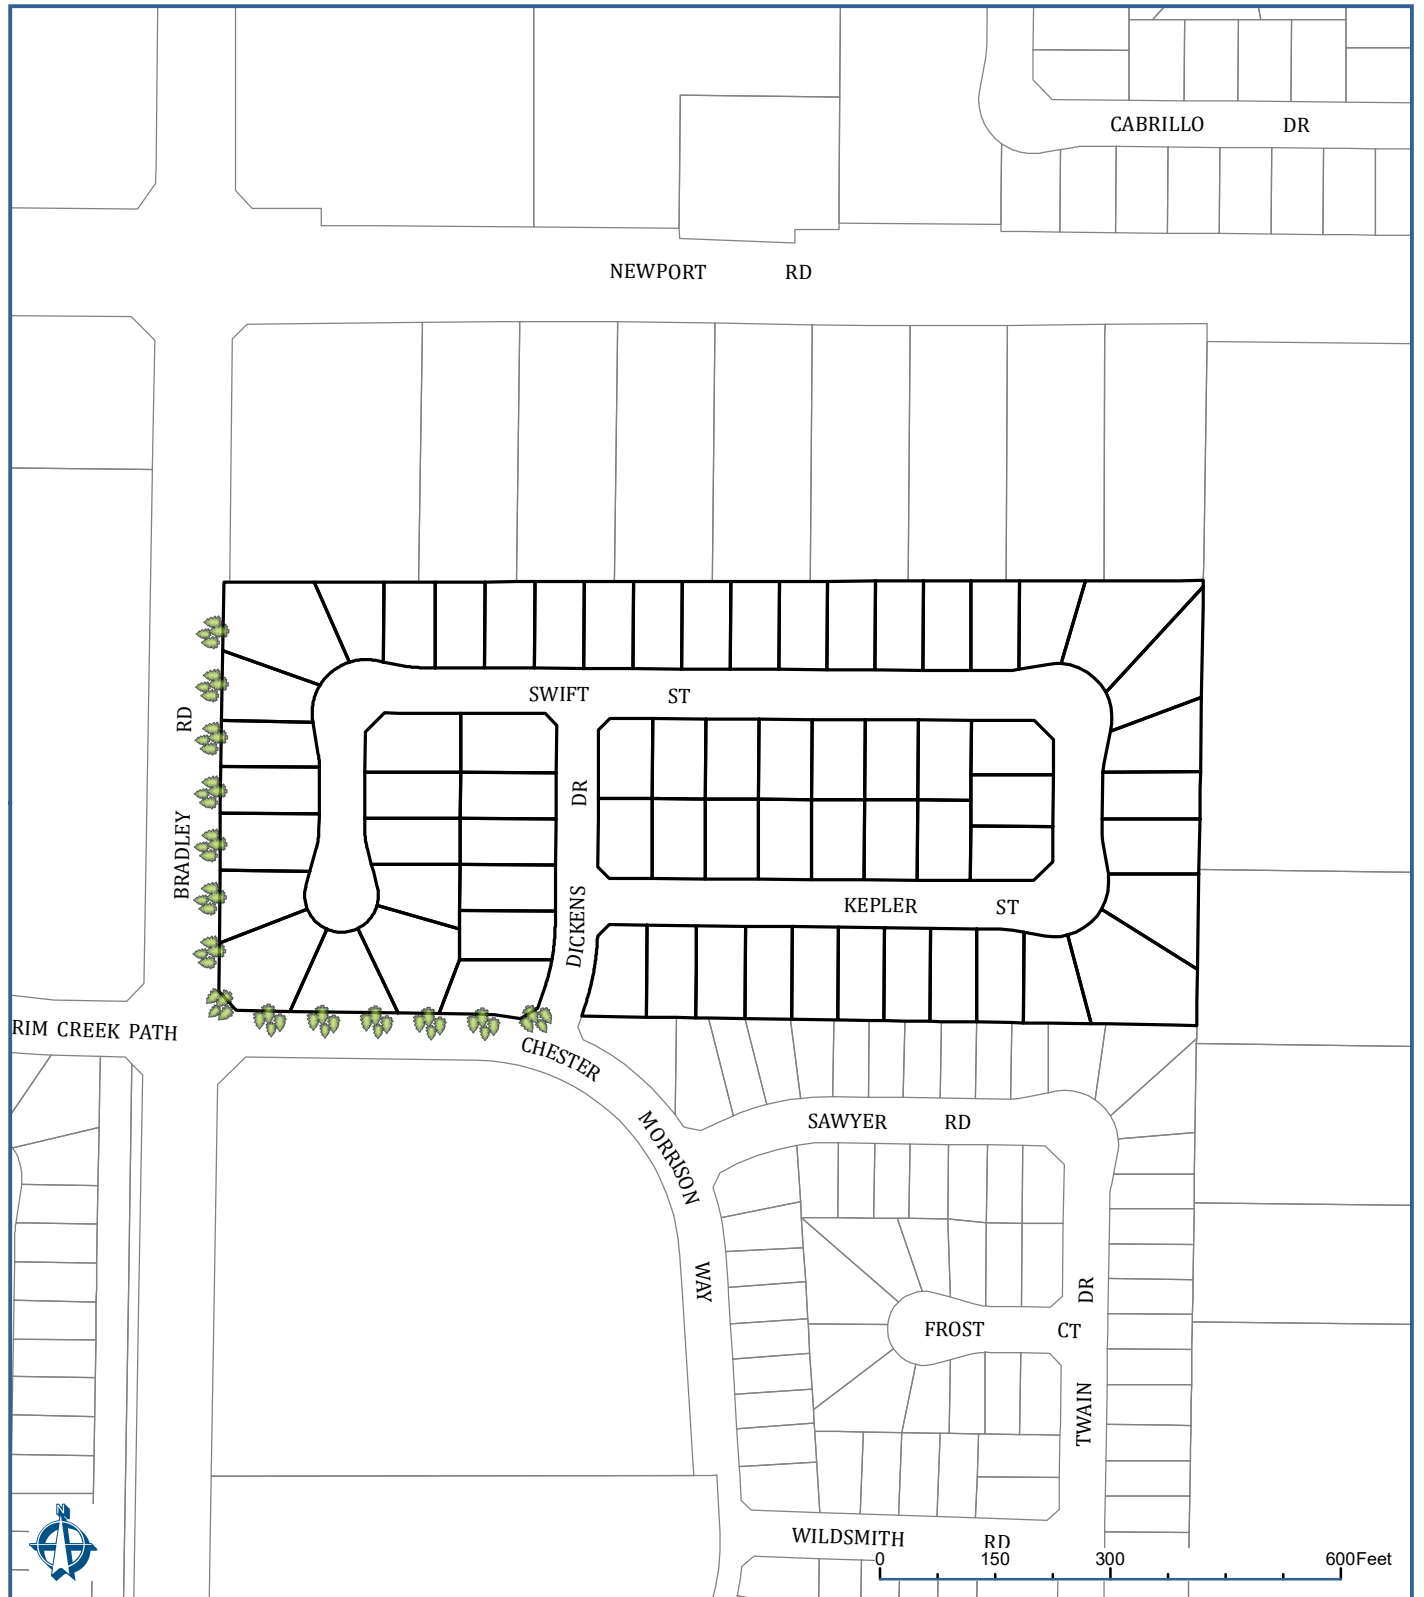 CABRILLO DR
NEWPORT RD
SWIFT ST
BRADLEY RD
DICKENS DR
KEPLER ST
RIM CREEK PATH
CHESTER MORRISON WAY
SAWYER RD
FROST CT
TWAIN DR
WILDSMITH RD
N
0 150 300 600Feet